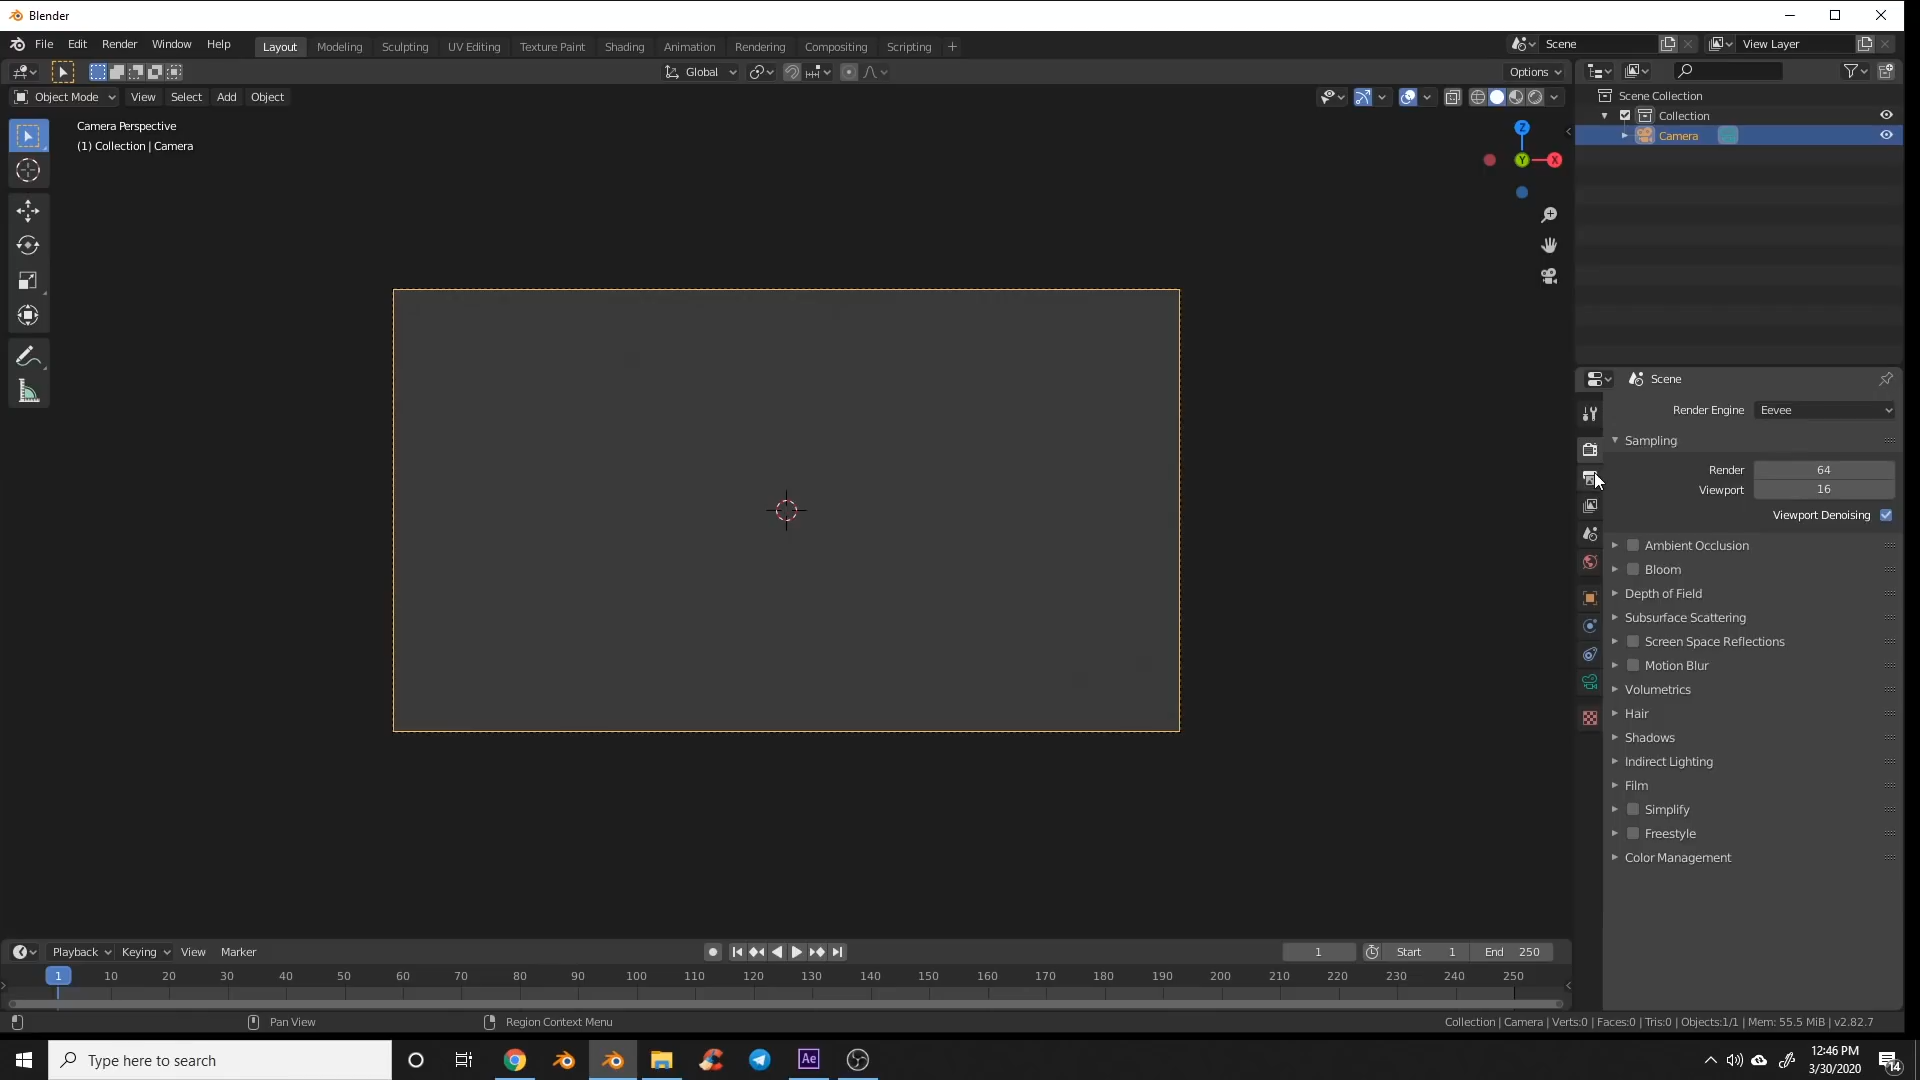 Blender
File Edit Render Window Help Layout Modeling Sculpting UV Editing Texture Paint Shading Animation Rendering Compositing Scripting + Scene View Layer
Global Options
Object Mode View Select Add Object
Scene Collection
Collection
Camera
Camera Perspective
(1) Collection | Camera
Z
Y
X
Scene
Render Engine Eevee
Sampling
Render 64
Viewport 16
Viewport Denoising
Ambient Occlusion
Bloom
Depth of Field
Subsurface Scattering
Screen Space Reflections
Motion Blur
Volumetrics
Hair
Shadows
Indirect Lighting
Film
Simplify
Freestyle
Color Management
Playback Keying View Marker 1 Start 1 End 250
1 10 20 30 40 50 60 70 80 90 100 110 120 130 140 150 160 170 180 190 200 210 220 230 240 250
Pan View Region Context Menu Collection | Camera | Verts:0 | Faces:0 | Tris:0 | Objects:1/1 | Mem: 55.5 MiB | v2.82.7
Type here to search Ae 12:46 PM
3/30/2020
14